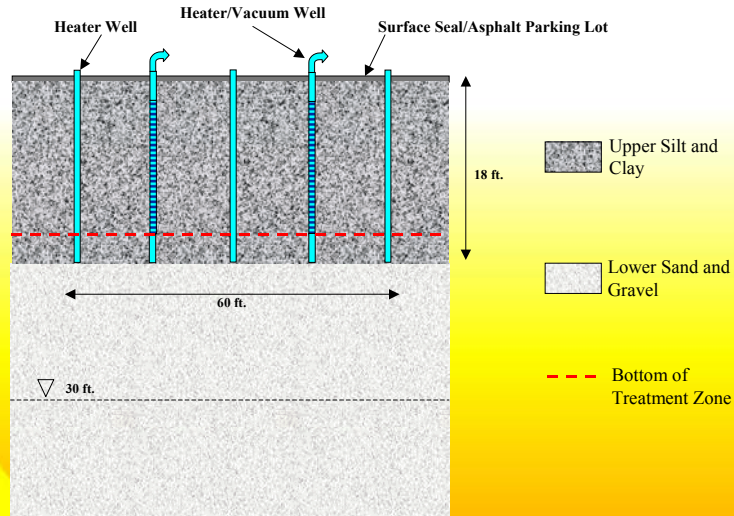 Heater/Vacuum Well
Heater Well
Surface Seal/Asphalt Parking Lot
Upper Silt and
Clay
18 ft.
Lower Sand and
Gravel
60 ft.
30 ft.
Bottom of
Treatment Zone